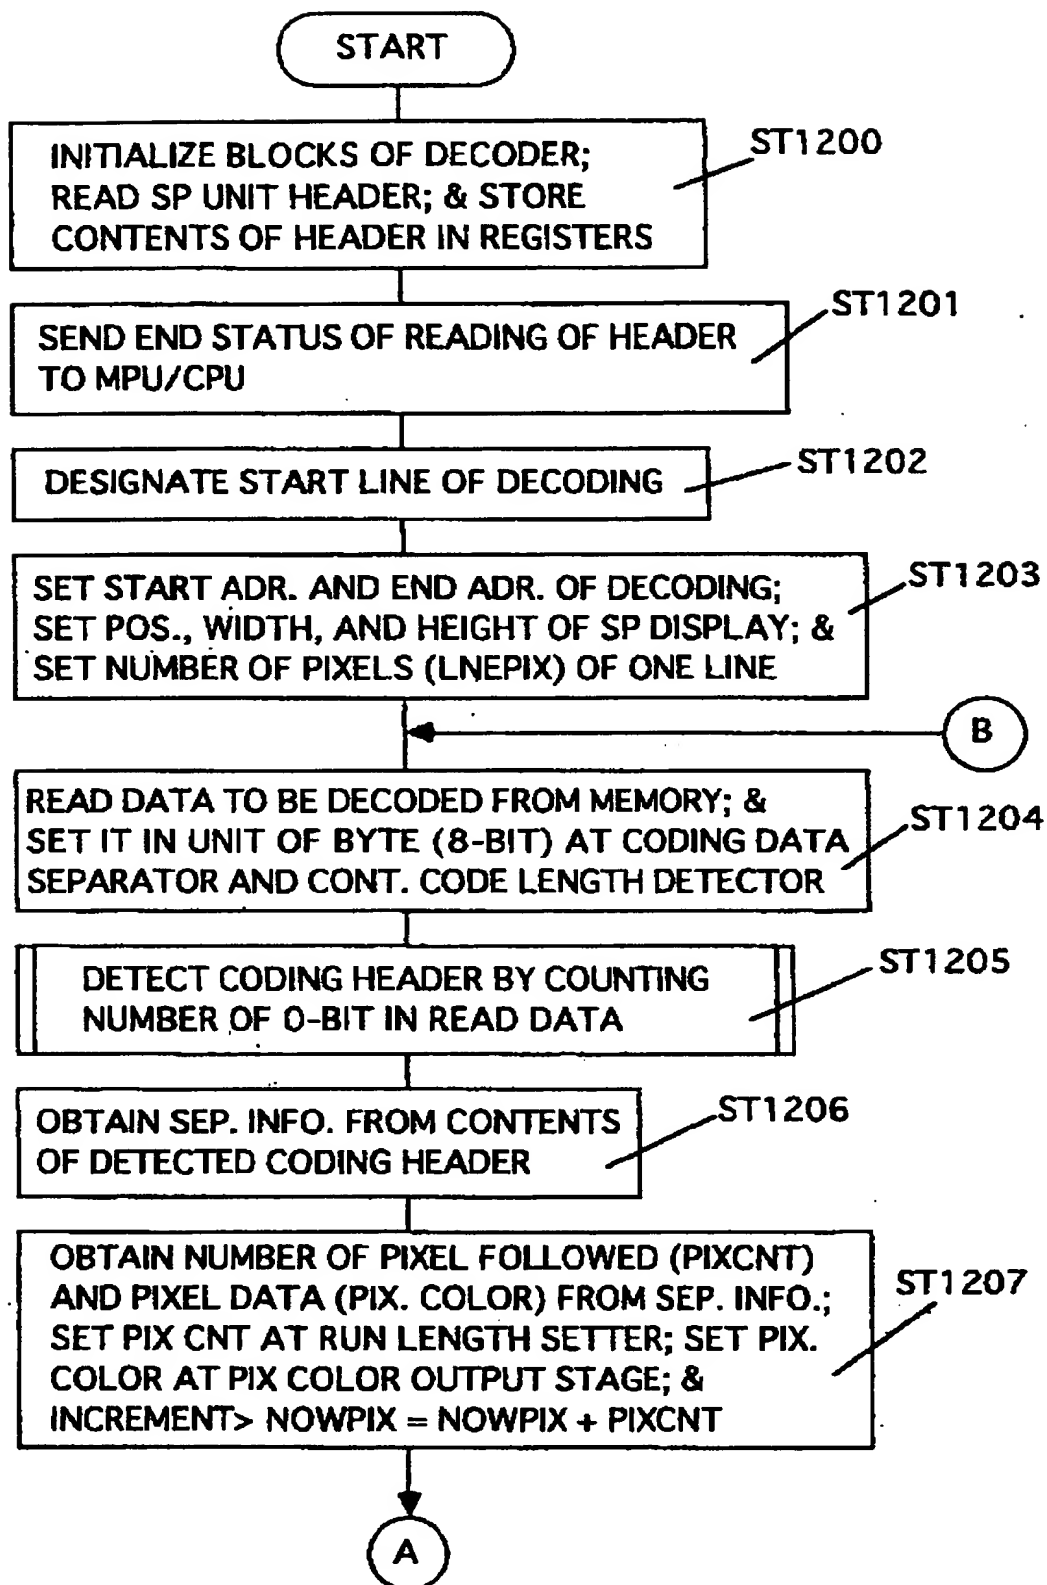 START
INITIALIZE BLOCKS OF DECODER;
READ SP UNIT HEADER; & STORE
CONTENTS OF HEADER IN REGISTERS
ST1200
SEND END STATUS OF READING OF HEADER
TO MPU/CPU
ST1201
DESIGNATE START LINE OF DECODING
ST1202
SET START ADR. AND END ADR. OF DECODING;
SET POS., WIDTH, AND HEIGHT OF SP DISPLAY; &
SET NUMBER OF PIXELS (LNEPIX) OF ONE LINE
ST1203
B
READ DATA TO BE DECODED FROM MEMORY; &
SET IT IN UNIT OF BYTE (8-BIT) AT CODING DATA
SEPARATOR AND CONT. CODE LENGTH DETECTOR
ST1204
DETECT CODING HEADER BY COUNTING
NUMBER OF 0-BIT IN READ DATA
ST1205
OBTAIN SEP. INFO. FROM CONTENTS
OF DETECTED CODING HEADER
ST1206
OBTAIN NUMBER OF PIXEL FOLLOWED (PIXCNT)
AND PIXEL DATA (PIX. COLOR) FROM SEP. INFO.;
SET PIX CNT AT RUN LENGTH SETTER; SET PIX.
COLOR AT PIX COLOR OUTPUT STAGE; &
INCREMENT> NOWPIX = NOWPIX + PIXCNT
ST1207
A